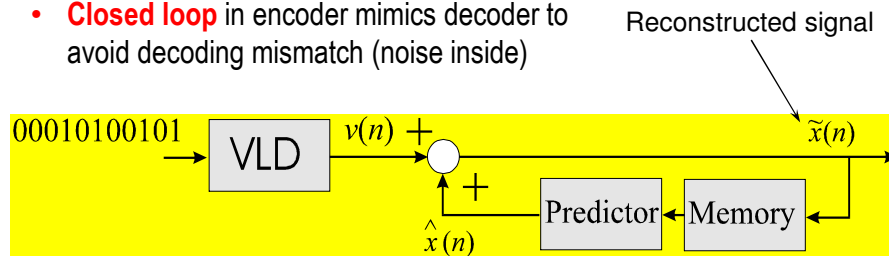 • Closed loop in encoder mimics decoder to
avoid decoding mismatch (noise inside)
Reconstructed signal
00010100101
VLD
v(n) +
x̃(n)
+
Predictor
Memory
x̂(n)